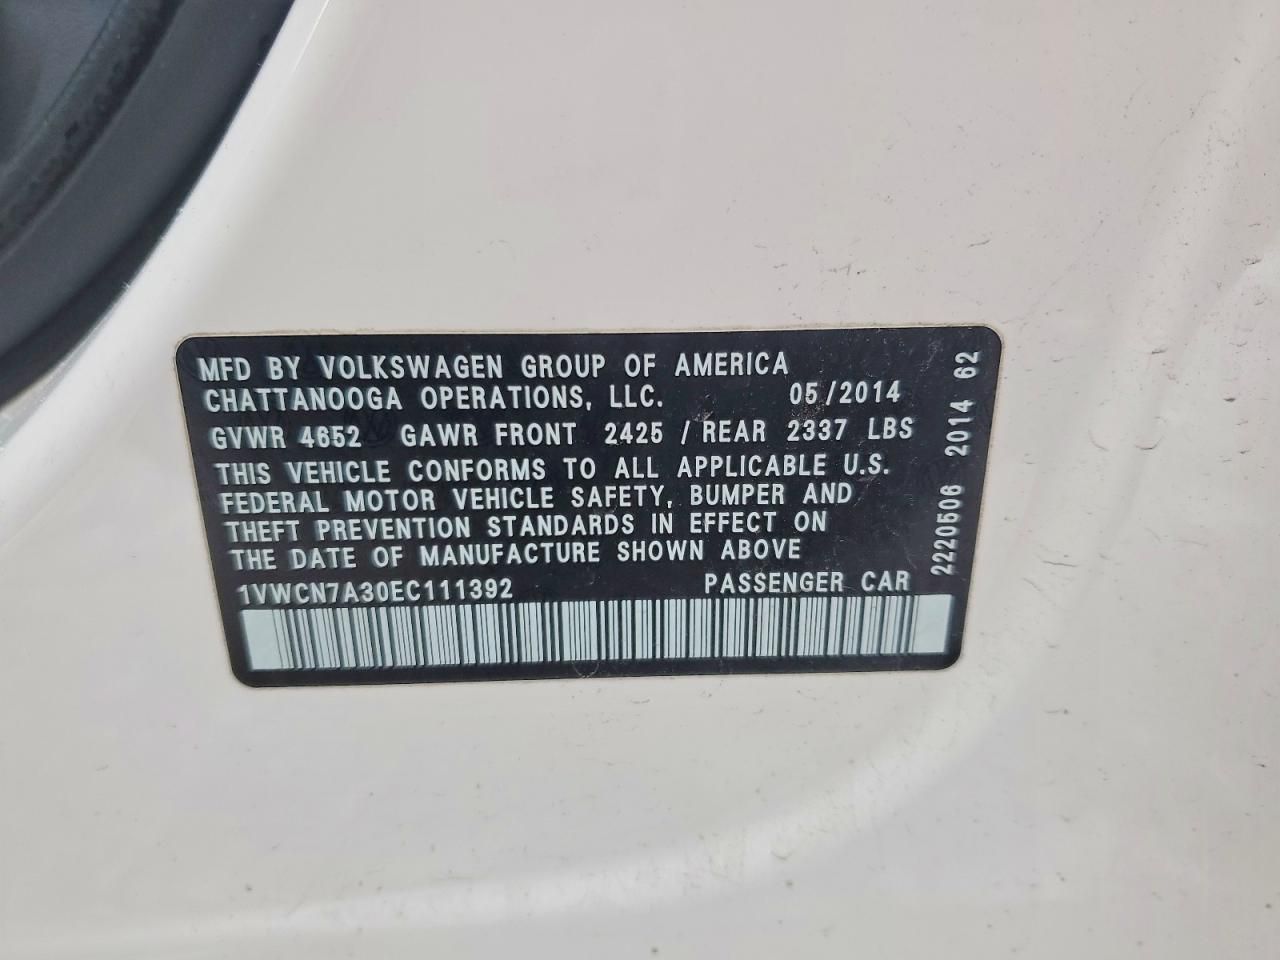 MFD BY VOLKSWAGEN GROUP OF AMERICA
CHATTANOOGA OPERATIONS, LLC. 05/2014
GVWR 4652 GAWR FRONT 2425 / REAR 2337 LBS
THIS VEHICLE CONFORMS TO ALL APPLICABLE U.S.
FEDERAL MOTOR VEHICLE SAFETY, BUMPER AND
THEFT PREVENTION STANDARDS IN EFFECT ON
THE DATE OF MANUFACTURE SHOWN ABOVE
1VWCN7A30EC111392 PASSENGER CAR
2220506 2014 62